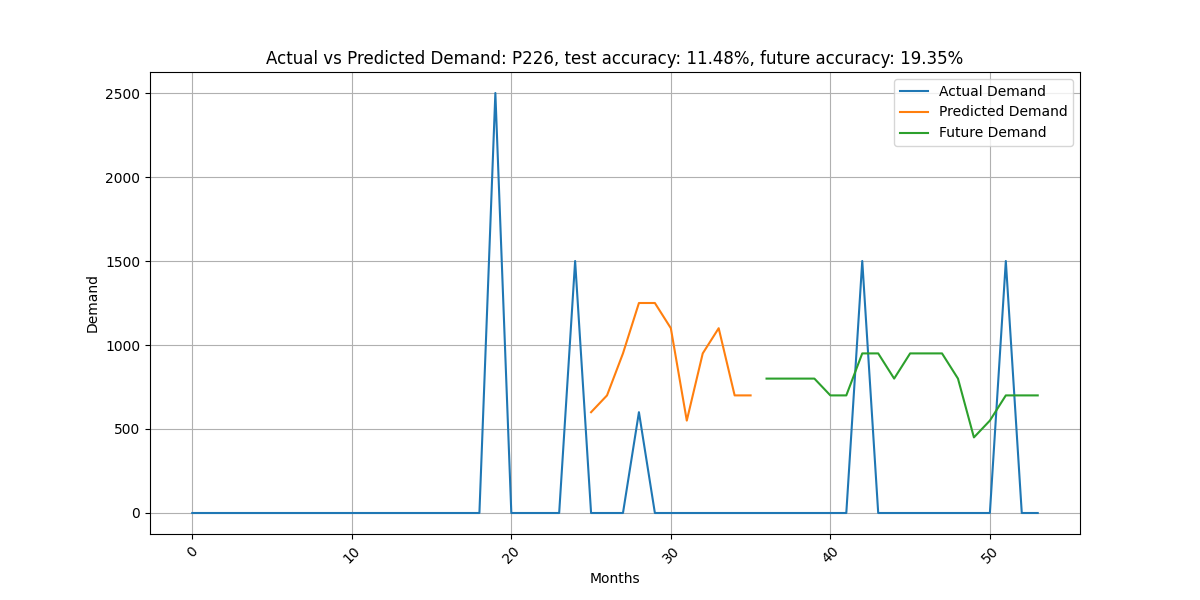 Actual vs Predicted Demand: P226, test accuracy: 11.48%, future accuracy: 19.35%
Actual Demand
Predicted Demand
Future Demand
2500
2000
1500
1000
500
0
Demand
0
10
20
30
40
50
Months